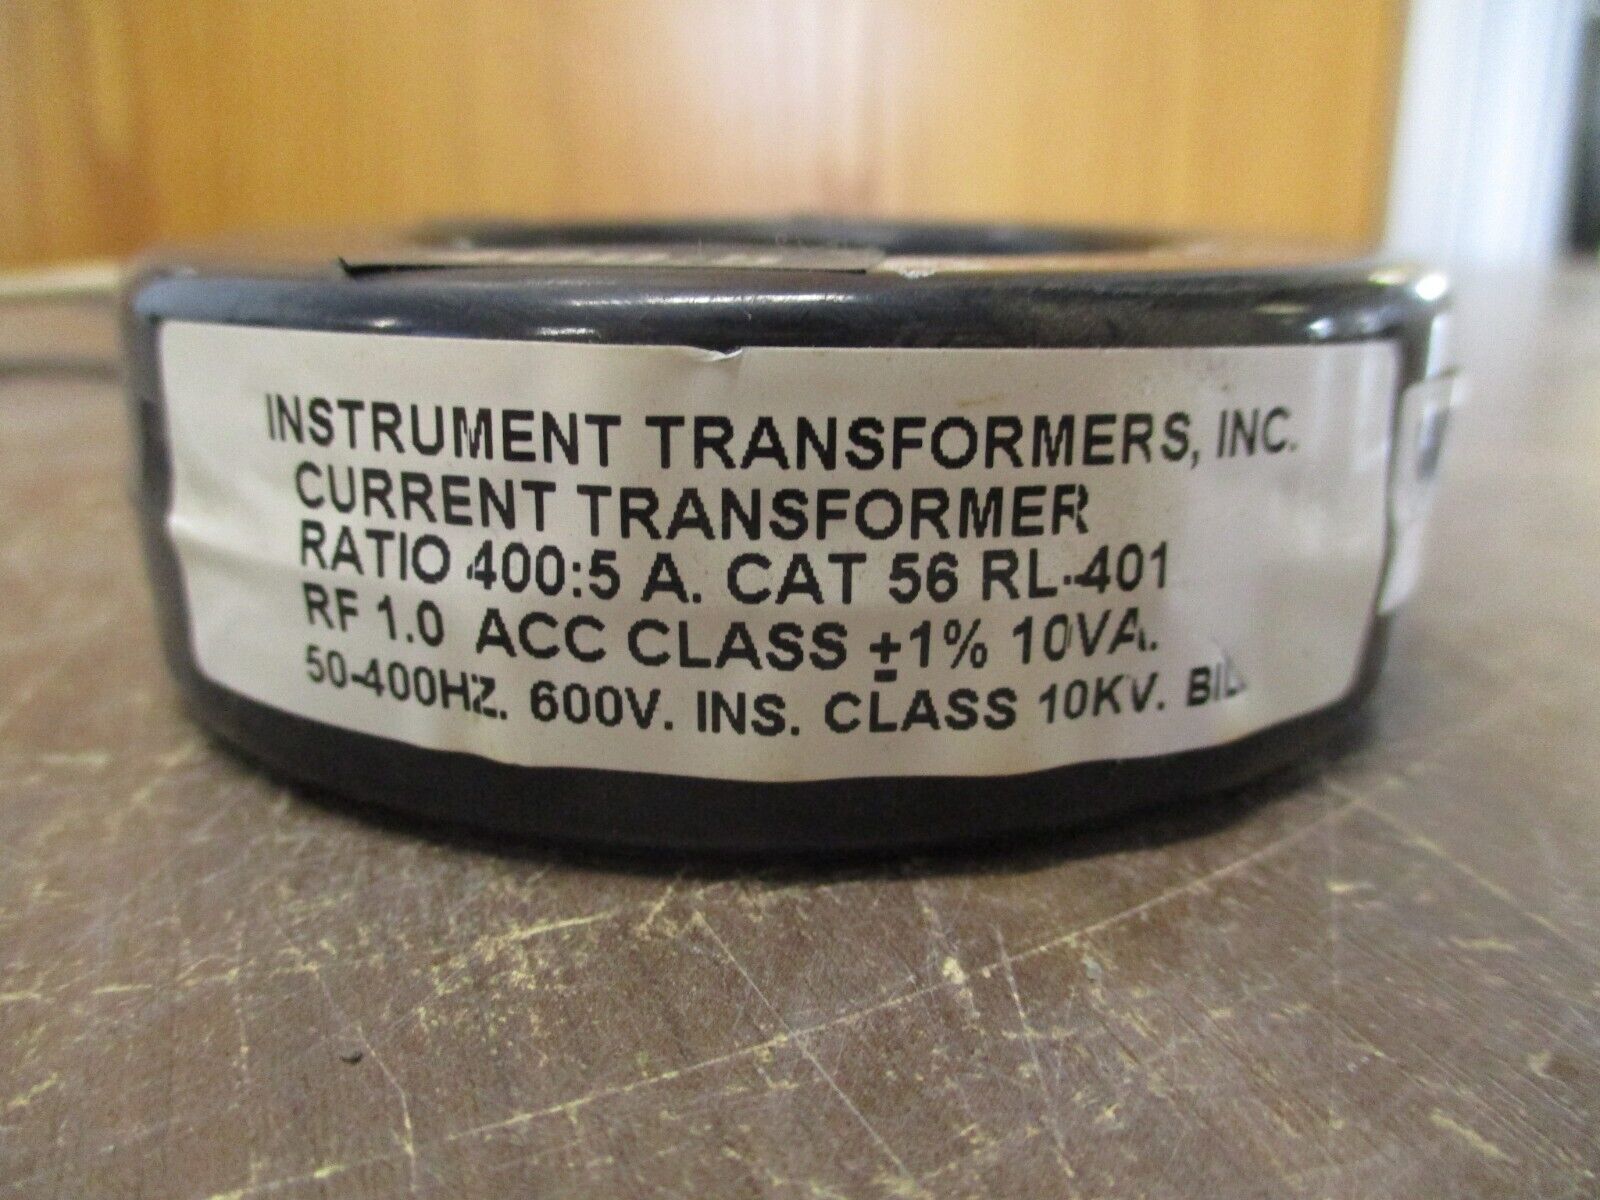 INSTRUMENT TRANSFORMERS, INC.
CURRENT TRANSFORMER
RATIO 400:5 A. CAT 56 RL-401
RF 1.0 ACC CLASS ±1% 10VA.
50-400HZ. 600V. INS. CLASS 10KV. BIL